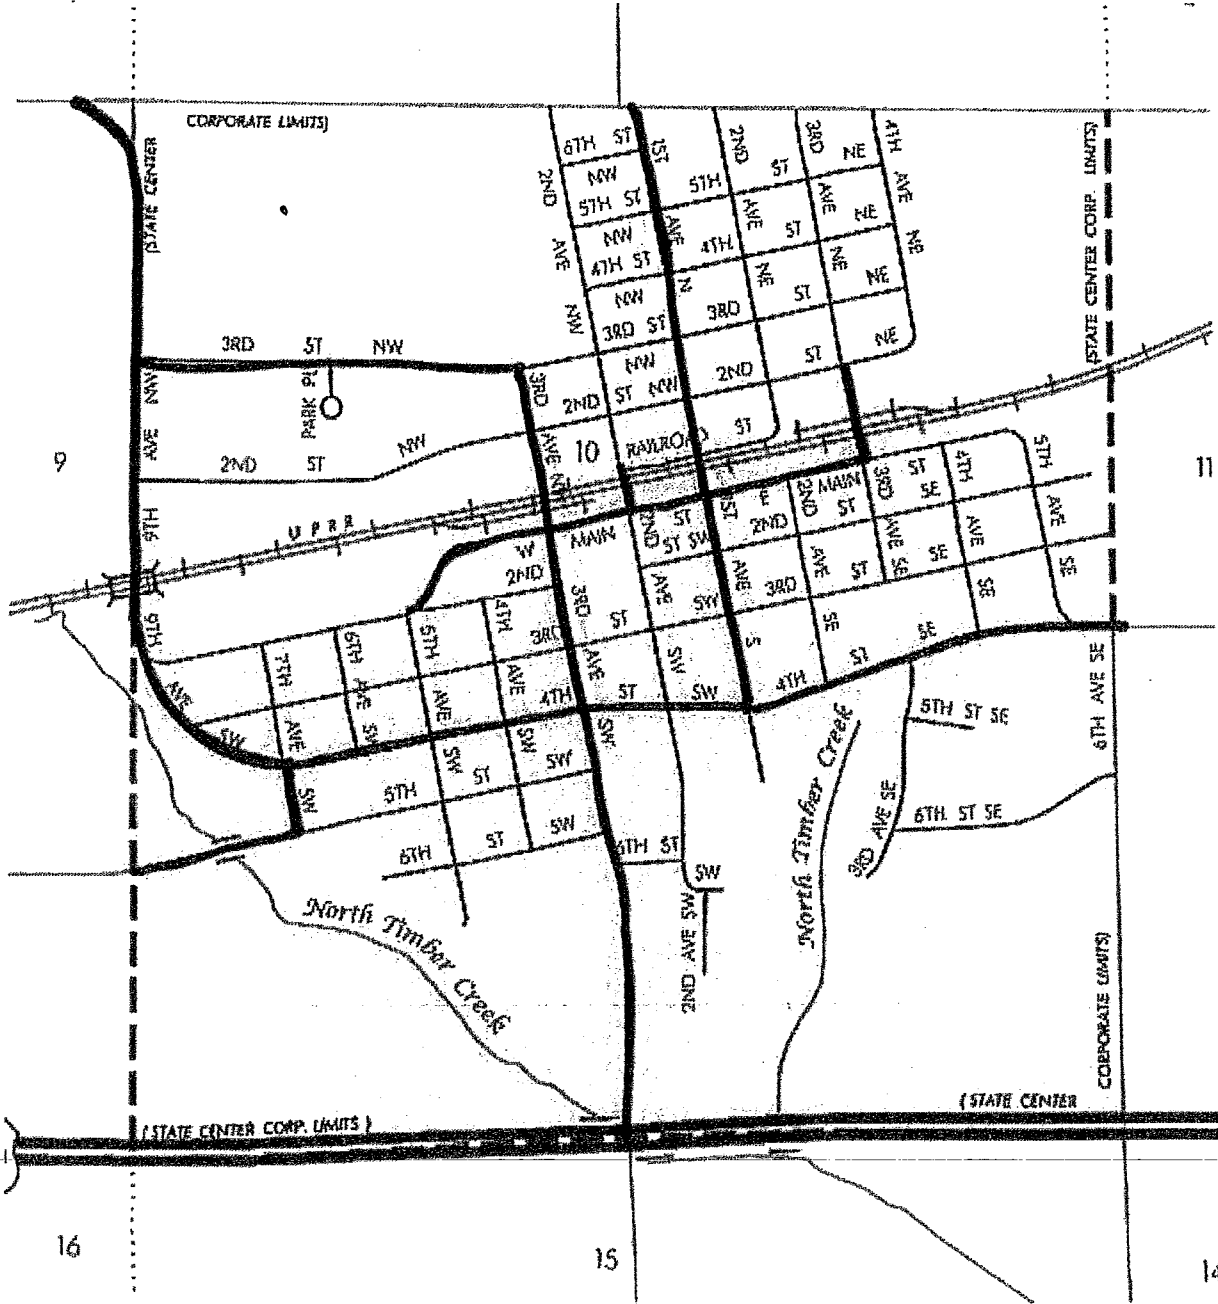 CORPORATE LIMITS)
(STATE CENTER
6TH ST
NW
5TH ST
NW
4TH ST
NW
3RD ST
NW
2ND ST NW
2ND AVE NW
1ST AVE N
2ND AVE NE
3RD AVE NE
4TH AVE NE
5TH ST NE
4TH ST NE
3RD ST NE
2ND ST NE
(STATE CENTER CORP. LIMITS)
3RD ST NW
PARK PL
3RD AVE NW
9TH AVE NW
2ND ST NW
9
10
11
RAILROAD ST
U P R R
W MAIN ST
E MAIN ST
2ND ST SW
2ND ST SE
3RD ST SW
3RD ST SE
4TH ST SW
4TH ST SE
9TH AVE SW
7TH AVE SW
6TH AVE SW
5TH AVE SW
4TH AVE SW
3RD AVE SW
2ND AVE SW
1ST AVE S
2ND AVE SE
3RD AVE SE
4TH AVE SE
5TH AVE SE
6TH AVE SE
5TH ST SW
6TH ST SW
6TH ST SW
2ND AVE SW
5TH ST SE
6TH ST SE
3RD AVE SE
North Timber Creek
North Timber Creek
CORPORATE LIMITS)
(STATE CENTER
(STATE CENTER CORP. LIMITS)
16
15
14